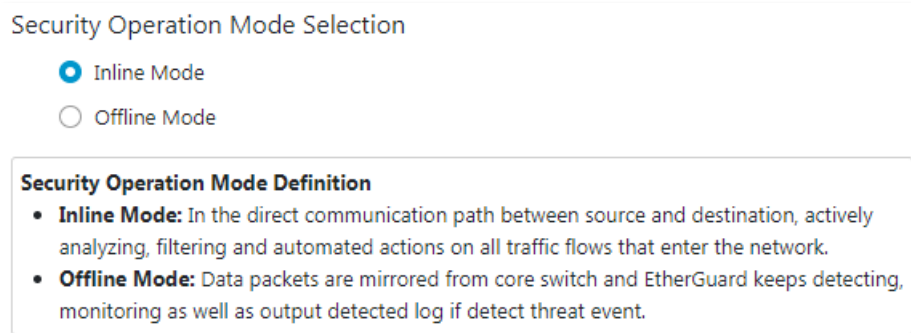 Security Operation Mode Selection
Inline Mode
Offline Mode
Security Operation Mode Definition
• Inline Mode: In the direct communication path between source and destination, actively
analyzing, filtering and automated actions on all traffic flows that enter the network.
• Offline Mode: Data packets are mirrored from core switch and EtherGuard keeps detecting,
monitoring as well as output detected log if detect threat event.